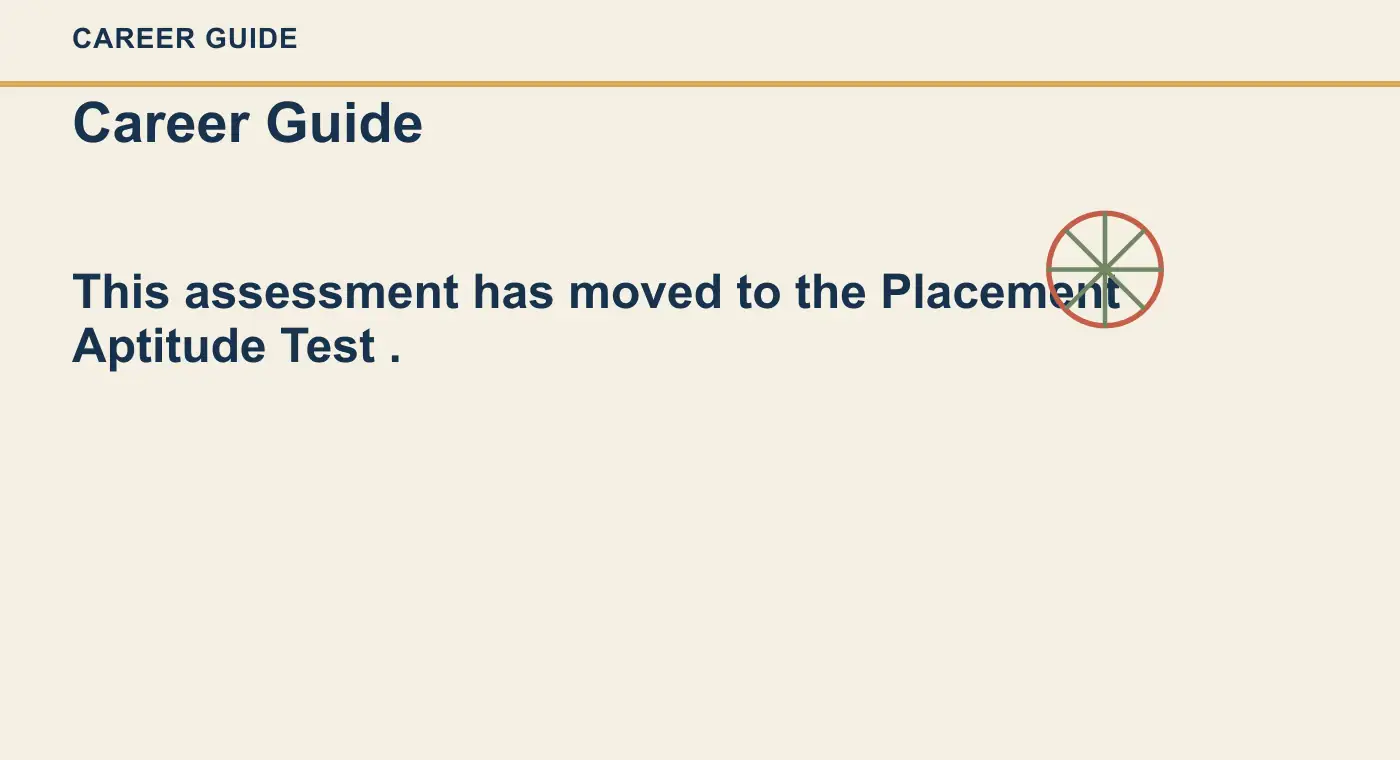 CAREER GUIDE
Career Guide
This assessment has moved to the Placement
Aptitude Test .